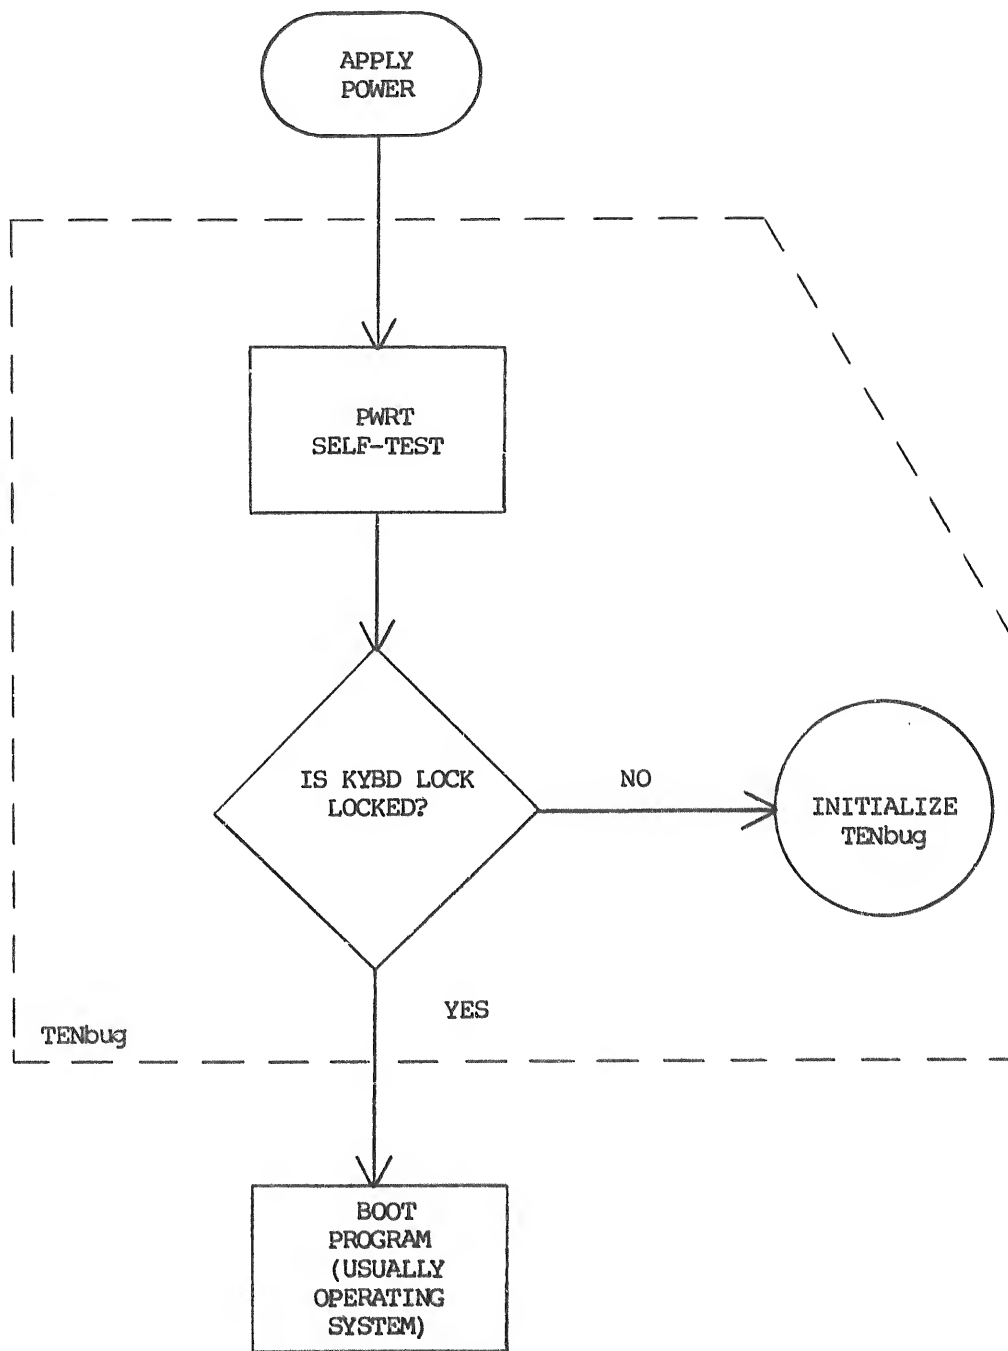 APPLY
POWER
PWRT
SELF-TEST
IS KYBD LOCK
LOCKED?
NO
INITIALIZE
TENbug
YES
TENbug
BOOT
PROGRAM
(USUALLY
OPERATING
SYSTEM)